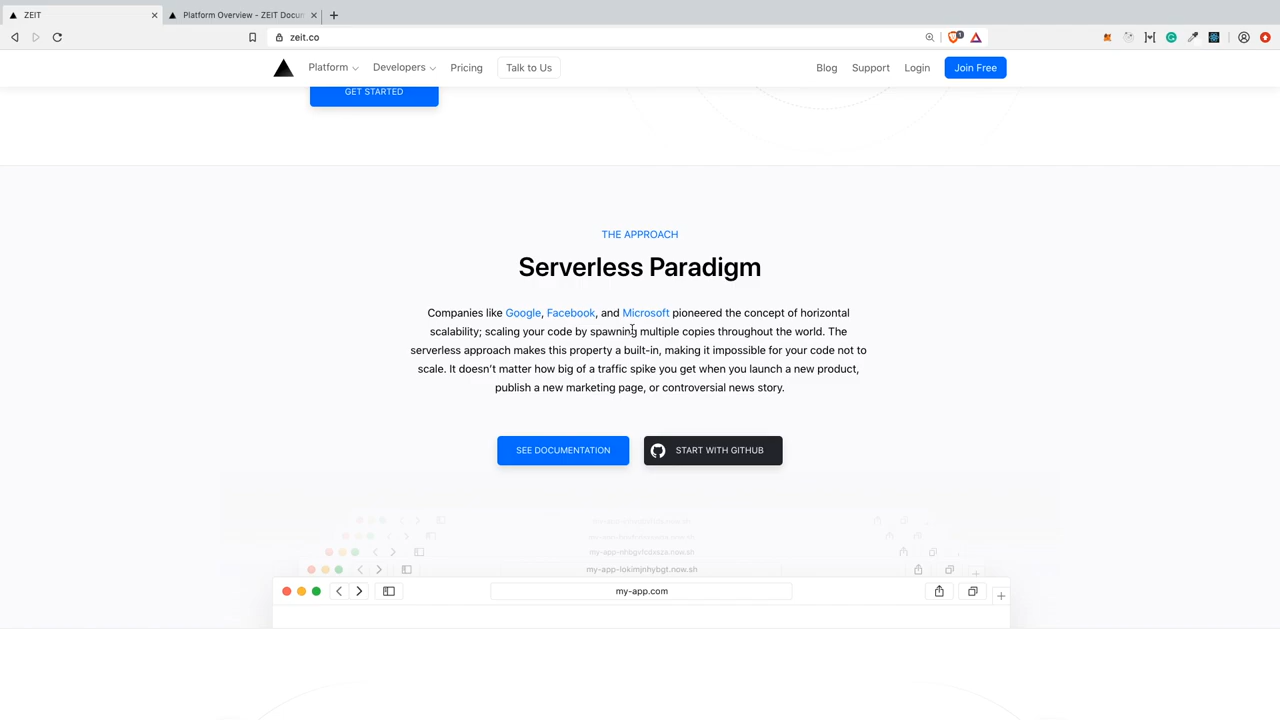 ZEIT
Platform Overview - ZEIT Docun
zeit.co
1
Platform
Developers
Pricing
Talk to Us
Blog
Support
Login
Join Free
GET STARTED
THE APPROACH
Serverless Paradigm
Companies like Google, Facebook, and Microsoft pioneered the concept of horizontal
scalability; scaling your code by spawning multiple copies throughout the world. The
serverless approach makes this property a built-in, making it impossible for your code not to
scale. It doesn't matter how big of a traffic spike you get when you launch a new product,
publish a new marketing page, or controversial news story.
SEE DOCUMENTATION
START WITH GITHUB
my-app-lokimjnhybgt.now.sh
my-app.com